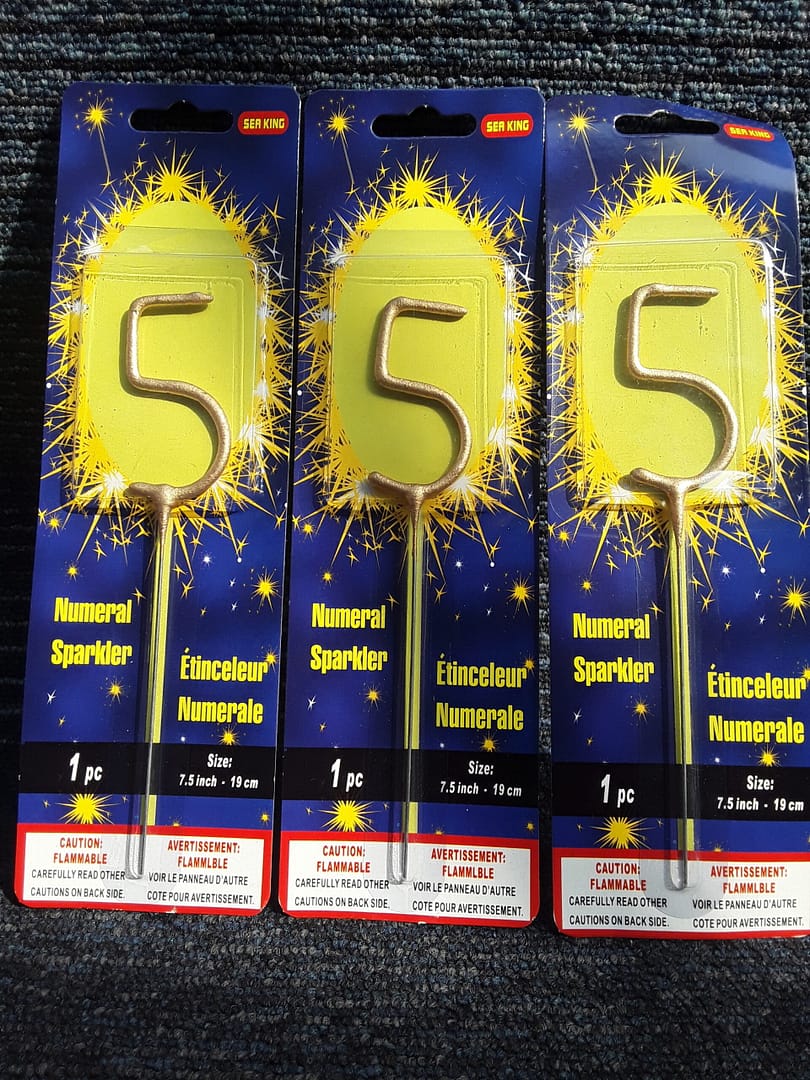 SEA KING
5
Numeral
Sparkler
Étinceleur
Numerale
1 pc
Size:
7.5 inch - 19 cm
CAUTION:
FLAMMABLE
CAREFULLY READ OTHER
CAUTIONS ON BACK SIDE.
AVERTISSEMENT:
FLAMMLBLE
VOIR LE PANNEAU D'AUTRE
COTE POUR AVERTISSEMENT.
SEA KING
5
Numeral
Sparkler
Étinceleur
Numerale
1 pc
Size:
7.5 inch - 19 cm
CAUTION:
FLAMMABLE
CAREFULLY READ OTHER
CAUTIONS ON BACK SIDE.
AVERTISSEMENT:
FLAMMLBLE
VOIR LE PANNEAU D'AUTRE
COTE POUR AVERTISSEMENT.
SEA KING
5
Numeral
Sparkler
Étinceleur
Numerale
1 pc
Size:
7.5 inch - 19 cm
CAUTION:
FLAMMABLE
CAREFULLY READ OTHER
CAUTIONS ON BACK SIDE.
AVERTISSEMENT:
FLAMMLBLE
VOIR LE PANNEAU D'AUTRE
COTE POUR AVERTISSEMENT.